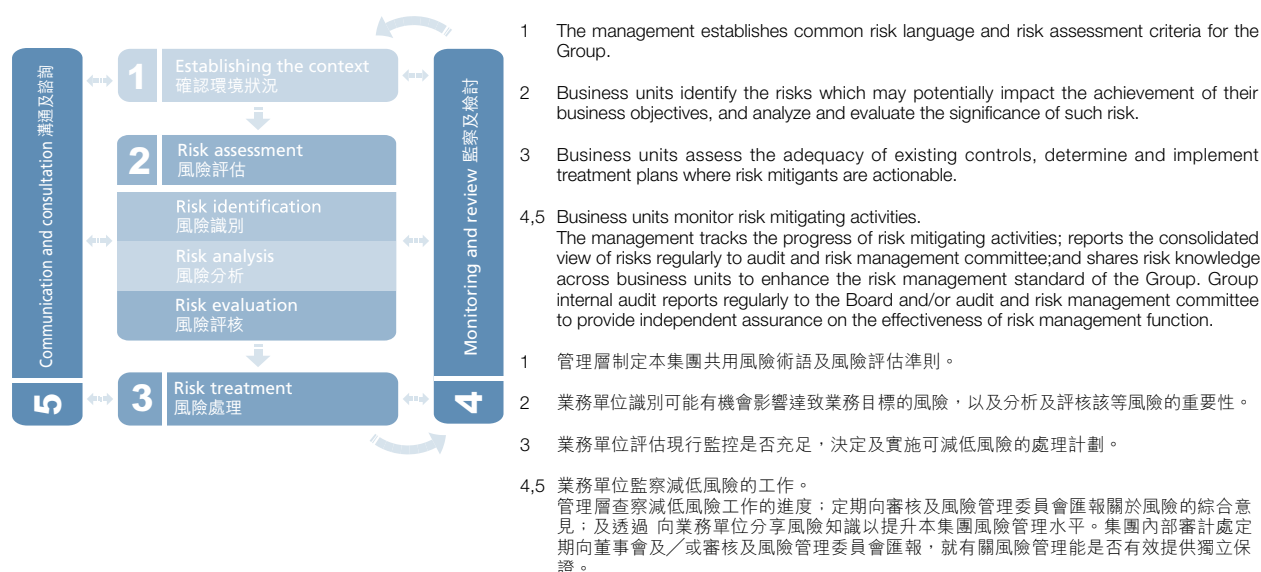 5 Communication and consultation 溝通及諮詢
1 Establishing the context
確認環境狀況
2 Risk assessment
風險評估
Risk identification
風險識別
Risk analysis
風險分析
Risk evaluation
風險評核
3 Risk treatment
風險處理
4 Monitoring and review 監察及檢討
1 The management establishes common risk language and risk assessment criteria for the
Group.
2 Business units identify the risks which may potentially impact the achievement of their
business objectives, and analyze and evaluate the significance of such risk.
3 Business units assess the adequacy of existing controls, determine and implement
treatment plans where risk mitigants are actionable.
4,5 Business units monitor risk mitigating activities.
The management tracks the progress of risk mitigating activities; reports the consolidated
view of risks regularly to audit and risk management committee;and shares risk knowledge
across business units to enhance the risk management standard of the Group. Group
internal audit reports regularly to the Board and/or audit and risk management committee
to provide independent assurance on the effectiveness of risk management function.
1 管理層制定本集團共用風險術語及風險評估準則。
2 業務單位識別可能有機會影響達致業務目標的風險，以及分析及評核該等風險的重要性。
3 業務單位評估現行監控是否充足，決定及實施可減低風險的處理計劃。
4,5 業務單位監察減低風險的工作。
管理層查察減低風險工作的進度；定期向審核及風險管理委員會匯報關於風險的綜合意
見；及透過 向業務單位分享風險知識以提升本集團風險管理水平。集團內部審計處定
期向董事會及╱或審核及風險管理委員會匯報，就有關風險管理能是否有效提供獨立保
證。